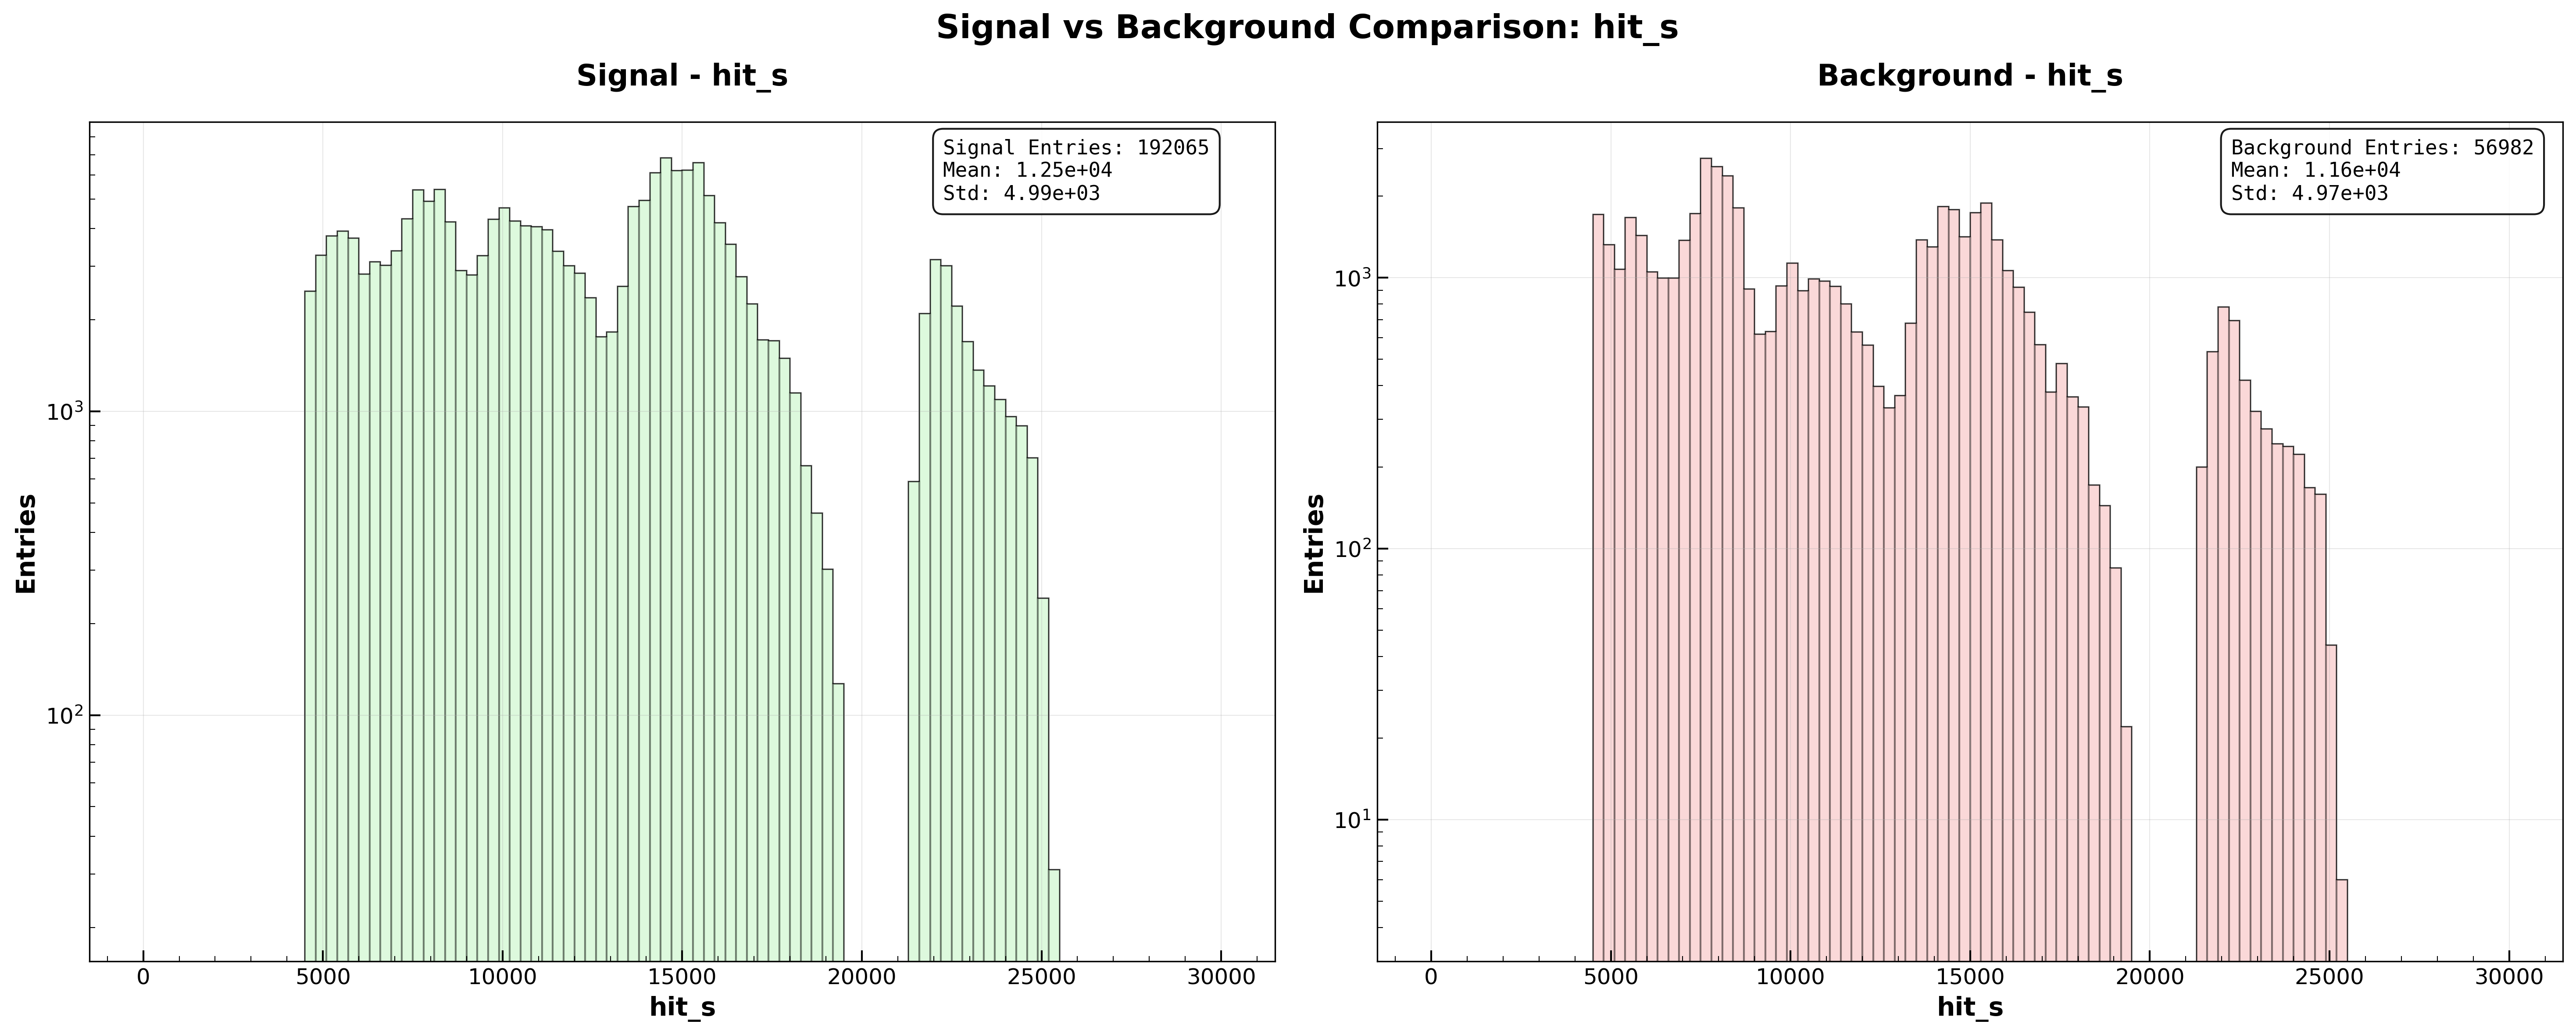 Signal vs Background Comparison: hit_s
Signal - hit_s
Signal Entries: 192065
Mean: 1.25e+04
Std: 4.99e+03
Entries
10³
10²
0 5000 10000 15000 20000 25000 30000
hit_s
Background - hit_s
Background Entries: 56982
Mean: 1.16e+04
Std: 4.97e+03
Entries
10³
10²
10¹
0 5000 10000 15000 20000 25000 30000
hit_s